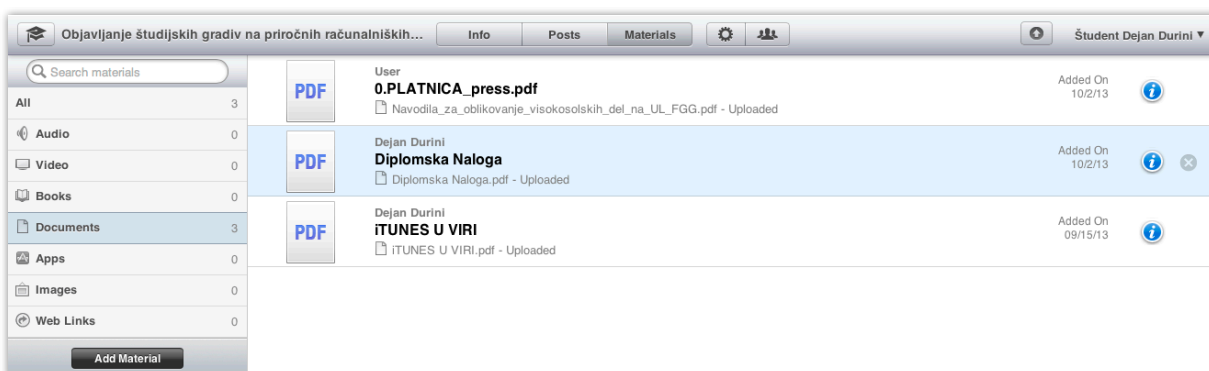 Objavljanje študijskih gradiv na priročnih računalniških...
Info
Posts
Materials
Študent Dejan Durini ▼
Search materials
All 3
Audio 0
Video 0
Books 0
Documents 3
Apps 0
Images 0
Web Links 0
Add Material
PDF
User
0.PLATNICA_press.pdf
Navodila_za_oblikovanje_visokosolskih_del_na_UL_FGG.pdf - Uploaded
Added On
10/2/13
PDF
Dejan Durini
Diplomska Naloga
Diplomska Naloga.pdf - Uploaded
Added On
10/2/13
PDF
Dejan Durini
iTUNES U VIRI
iTUNES U VIRI.pdf - Uploaded
Added On
09/15/13